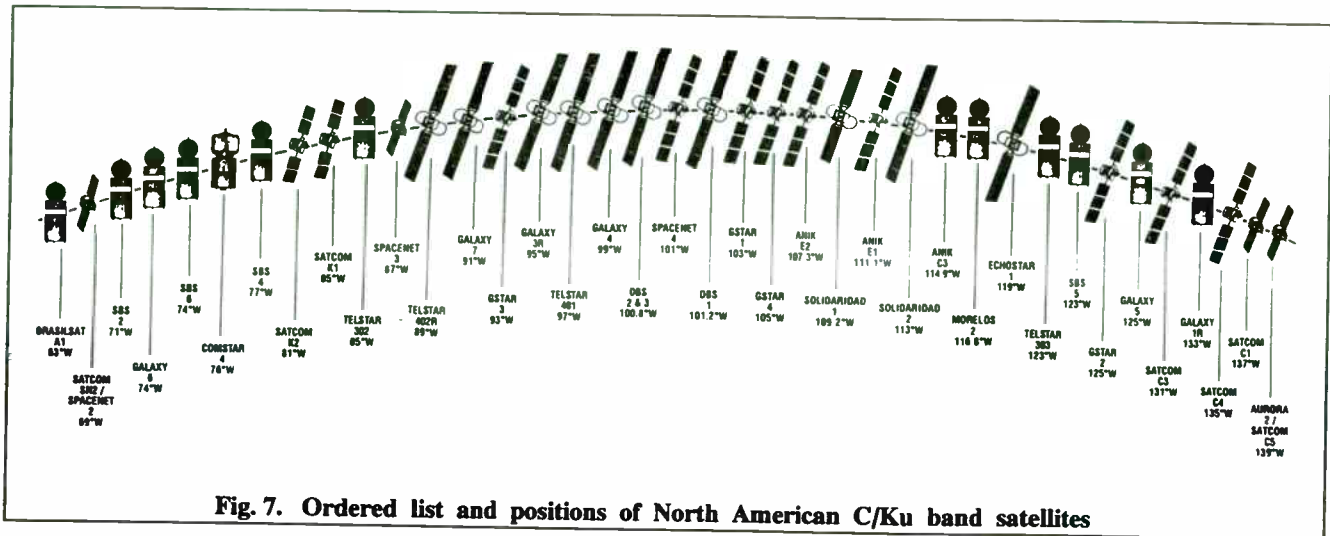 BRASILSAT
A1
63°W
SATCOM
SN2 /
SPACENET
2
69°W
SBS
2
71°W
GALAXY
6
74°W
SBS
6
74°W
COMSTAR
4
76°W
SBS
4
77°W
SATCOM
K2
81°W
SATCOM
K1
85°W
TELSTAR
302
85°W
SPACENET
3
87°W
TELSTAR
402R
89°W
GALAXY
7
91°W
GSTAR
3
93°W
GALAXY
3R
95°W
TELSTAR
401
97°W
GALAXY
4
99°W
DBS
2 & 3
100.8°W
SPACENET
4
101°W
DBS
1
101.2°W
GSTAR
1
103°W
GSTAR
4
105°W
ANIK
E2
107.3°W
SOLIDARIDAD
1
109.2°W
ANIK
E1
111.1°W
SOLIDARIDAD
2
113°W
ANIK
C3
114.9°W
MORELOS
2
116.8°W
ECHOSTAR
1
119°W
TELSTAR
303
123°W
SBS
5
123°W
GSTAR
2
125°W
GALAXY
5
125°W
SATCOM
C3
131°W
GALAXY
1R
133°W
SATCOM
C4
135°W
SATCOM
C1
137°W
AURORA
2 /
SATCOM
C5
139°W
Fig. 7. Ordered list and positions of North American C/Ku band satellites